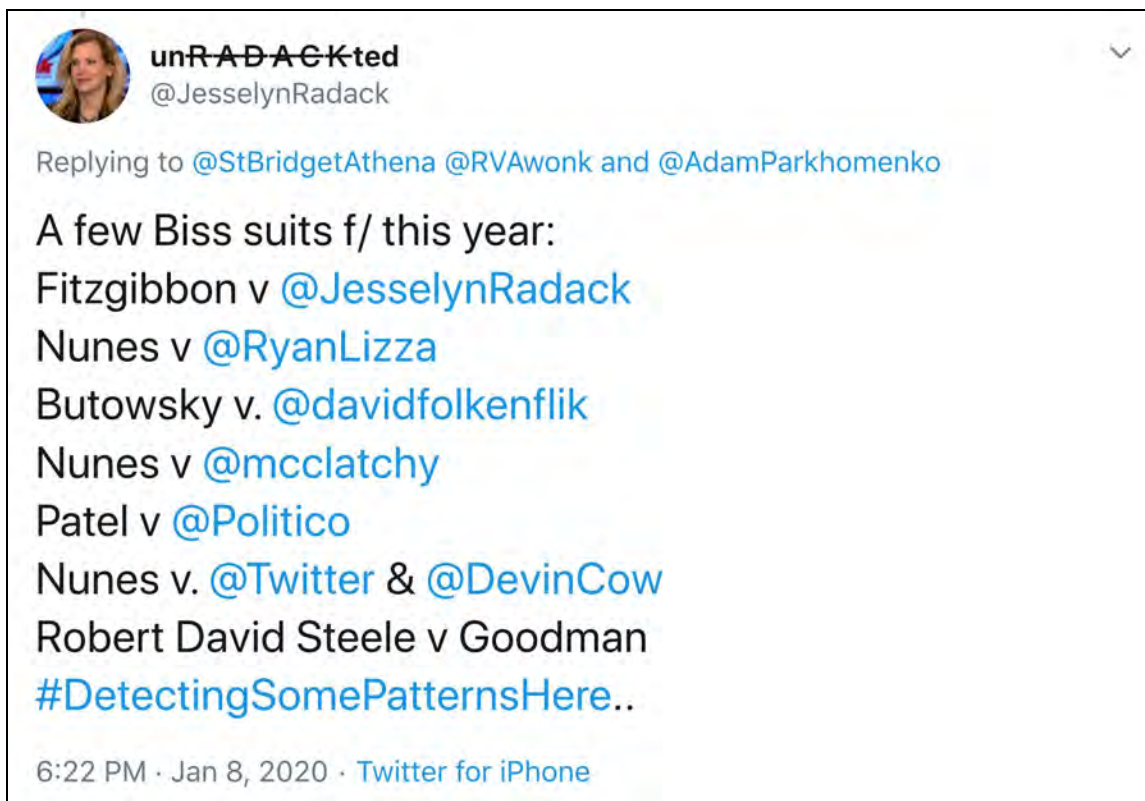 unRADACKted
@JesselynRadack
Replying to @StBridgetAthena @RVAwonk and @AdamParkhomenko
A few Biss suits f/ this year:
Fitzgibbon v @JesselynRadack
Nunes v @RyanLizza
Butowsky v. @davidfolkenflik
Nunes v @mcclatchy
Patel v @Politico
Nunes v. @Twitter & @DevinCow
Robert David Steele v Goodman
#DetectingSomePatternsHere..
6:22 PM · Jan 8, 2020 · Twitter for iPhone